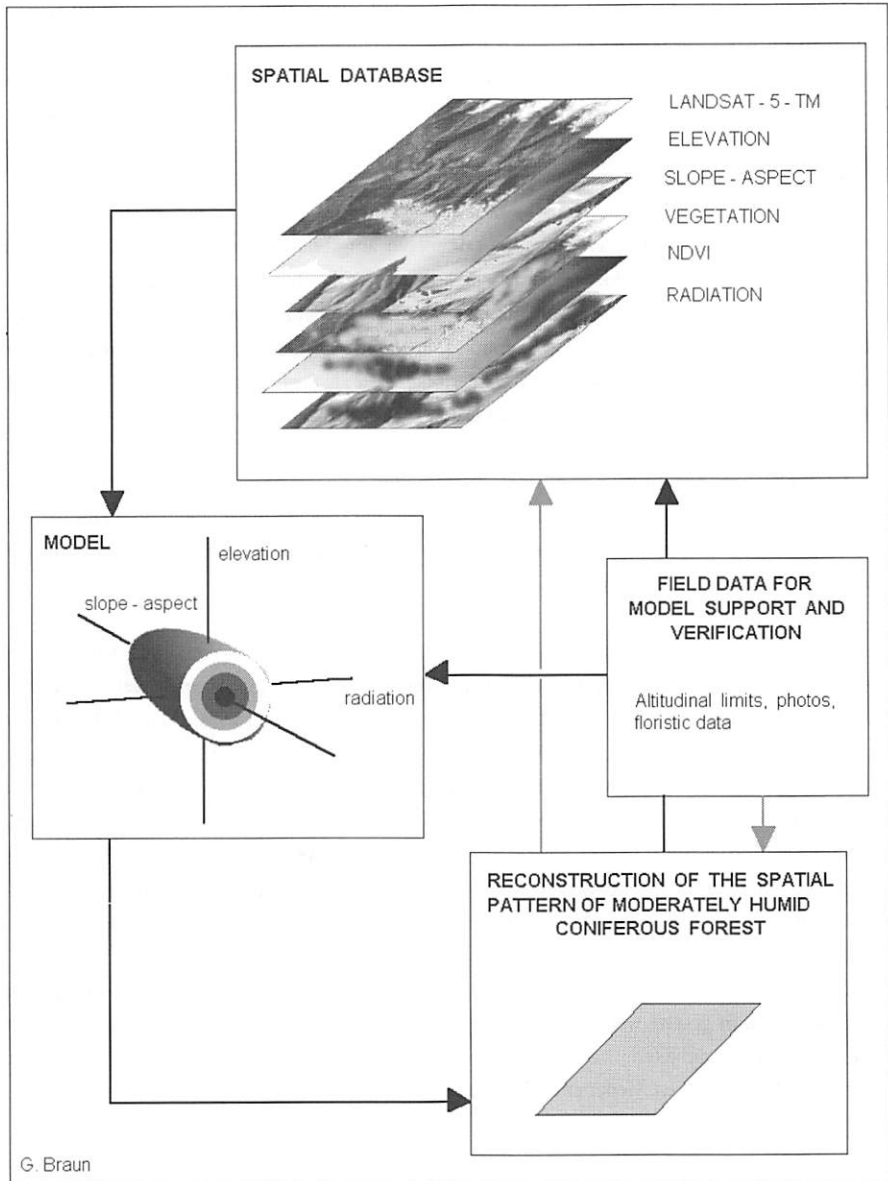 SPATIAL DATABASE
LANDSAT - 5 - TM
ELEVATION
SLOPE - ASPECT
VEGETATION
NDVI
RADIATION
MODEL
elevation
slope - aspect
radiation
FIELD DATA FOR
MODEL SUPPORT AND
VERIFICATION
Altitudinal limits, photos,
floristic data
RECONSTRUCTION OF THE SPATIAL
PATTERN OF MODERATELY HUMID
CONIFEROUS FOREST
G. Braun